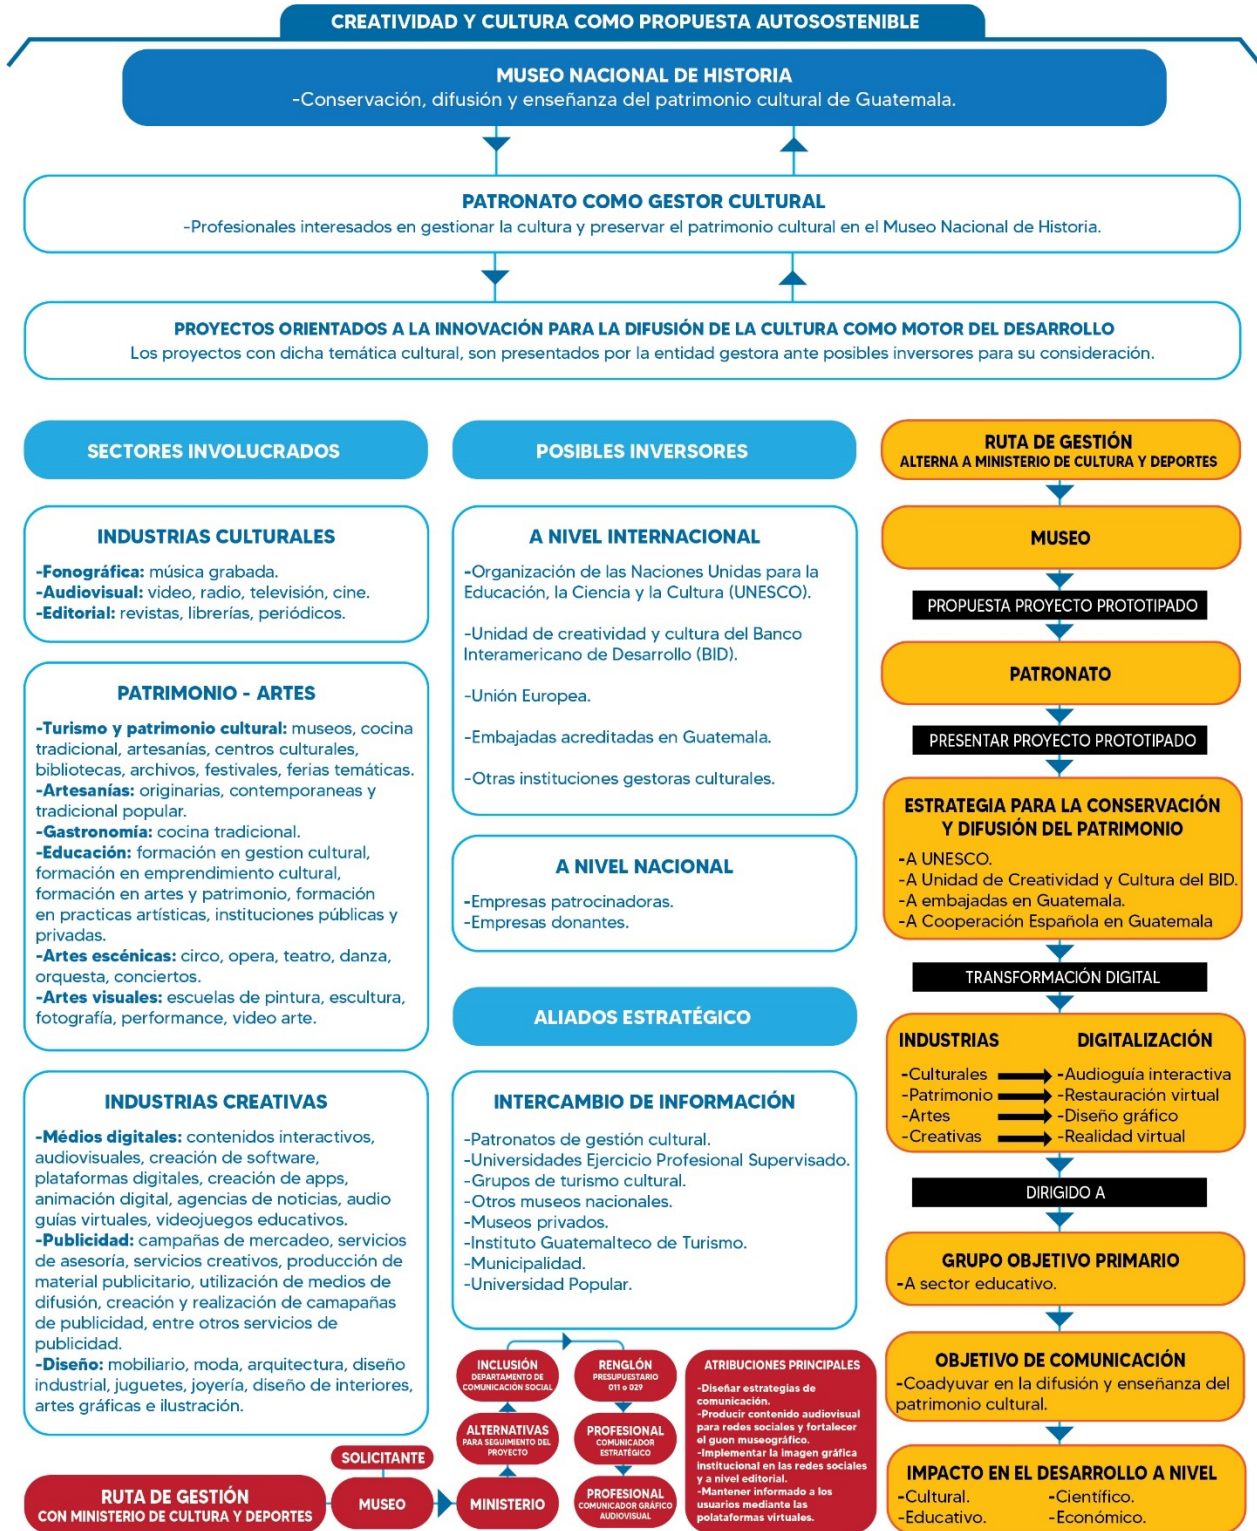 CREATIVIDAD Y CULTURA COMO PROPUESTA AUTOSOSTENIBLE
MUSEO NACIONAL DE HISTORIA
-Conservación, difusión y enseñanza del patrimonio cultural de Guatemala.
PATRONATO COMO GESTOR CULTURAL
-Profesionales interesados en gestionar la cultura y preservar el patrimonio cultural en el Museo Nacional de Historia.
PROYECTOS ORIENTADOS A LA INNOVACIÓN PARA LA DIFUSIÓN DE LA CULTURA COMO MOTOR DEL DESARROLLO
Los proyectos con dicha temática cultural, son presentados por la entidad gestora ante posibles inversores para su consideración.
SECTORES INVOLUCRADOS
INDUSTRIAS CULTURALES
-Fonográfica: música grabada.
-Audiovisual: video, radio, televisión, cine.
-Editorial: revistas, librerías, periódicos.
PATRIMONIO - ARTES
-Turismo y patrimonio cultural: museos, cocina
tradicional, artesanías, centros culturales,
bibliotecas, archivos, festivales, ferias temáticas.
-Artesanías: originarias, contemporaneas y
tradicional popular.
-Gastronomía: cocina tradicional.
-Educación: formación en gestion cultural,
formación en emprendimiento cultural,
formación en artes y patrimonio, formación
en practicas artísticas, instituciones públicas y
privadas.
-Artes escénicas: circo, opera, teatro, danza,
orquesta, conciertos.
-Artes visuales: escuelas de pintura, escultura,
fotografía, performance, video arte.
INDUSTRIAS CREATIVAS
-Médios digitales: contenidos interactivos,
audiovisuales, creación de software,
plataformas digitales, creación de apps,
animación digital, agencias de noticias, audio
guías virtuales, videojuegos educativos.
-Publicidad: campañas de mercadeo, servicios
de asesoría, servicios creativos, producción de
material publicitario, utilización de medios de
difusión, creación y realización de camapañas
de publicidad, entre otros servicios de
publicidad.
-Diseño: mobiliario, moda, arquitectura, diseño
industrial, juguetes, joyería, diseño de interiores,
artes gráficas e ilustración.
POSIBLES INVERSORES
A NIVEL INTERNACIONAL
-Organización de las Naciones Unidas para la
Educación, la Ciencia y la Cultura (UNESCO).
-Unidad de creatividad y cultura del Banco
Interamericano de Desarrollo (BID).
-Unión Europea.
-Embajadas acreditadas en Guatemala.
-Otras instituciones gestoras culturales.
A NIVEL NACIONAL
-Empresas patrocinadoras.
-Empresas donantes.
ALIADOS ESTRATÉGICO
INTERCAMBIO DE INFORMACIÓN
-Patronatos de gestión cultural.
-Universidades Ejercicio Profesional Supervisado.
-Grupos de turismo cultural.
-Otros museos nacionales.
-Museos privados.
-Instituto Guatemalteco de Turismo.
-Municipalidad.
-Universidad Popular.
RUTA DE GESTIÓN
ALTERNA A MINISTERIO DE CULTURA Y DEPORTES
MUSEO
PROPUESTA PROYECTO PROTOTIPADO
PATRONATO
PRESENTAR PROYECTO PROTOTIPADO
ESTRATEGIA PARA LA CONSERVACIÓN
Y DIFUSIÓN DEL PATRIMONIO
-A UNESCO.
-A Unidad de Creatividad y Cultura del BID.
-A embajadas en Guatemala.
-A Cooperación Española en Guatemala
TRANSFORMACIÓN DIGITAL
INDUSTRIAS DIGITALIZACIÓN
-Culturales -Audioguía interactiva
-Patrimonio -Restauración virtual
-Artes -Diseño gráfico
-Creativas -Realidad virtual
DIRIGIDO A
GRUPO OBJETIVO PRIMARIO
-A sector educativo.
OBJETIVO DE COMUNICACIÓN
-Coadyuvar en la difusión y enseñanza del
patrimonio cultural.
IMPACTO EN EL DESARROLLO A NIVEL
-Cultural. -Científico.
-Educativo. -Económico.
RUTA DE GESTIÓN
CON MINISTERIO DE CULTURA Y DEPORTES
SOLICITANTE
MUSEO
MINISTERIO
ALTERNATIVAS
PARA SEGUIMIENTO DEL
PROYECTO
INCLUSIÓN
DEPARTAMENTO DE
COMUNICACIÓN SOCIAL
RENGLÓN
PRESUPUESTARIO
011 o 029
PROFESIONAL
COMUNICADOR
ESTRATÉGICO
PROFESIONAL
COMUNICADOR GRÁFICO
AUDIOVISUAL
ATRIBUCIONES PRINCIPALES
-Diseñar estrategias de
comunicación.
-Producir contenido audiovisual
para redes sociales y fortalecer
el guon museográfico.
-Implementar la imagen gráfica
institucional en las redes sociales
y a nivel editorial.
-Mantener informado a los
usuarios mediante las
polataformas virtuales.